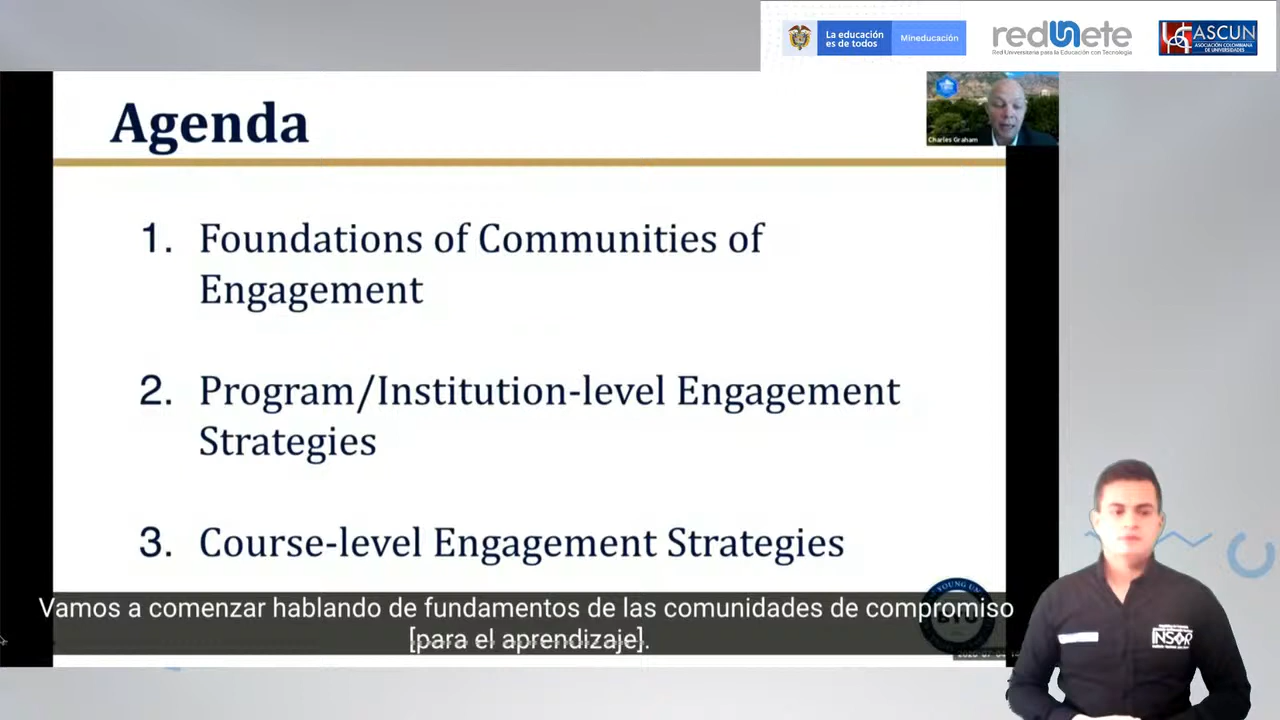 La educación
es de todos
Mineducación
redunete
Red Universitaria para la Educación con Tecnología
ASCUN
ASOCIACIÓN COLOMBIANA
DE UNIVERSIDADES
Agenda
Charles Graham
1. Foundations of Communities of
Engagement
2. Program/Institution-level Engagement
Strategies
3. Course-level Engagement Strategies
Vamos a comenzar hablando de fundamentos de las comunidades de compromiso
[para el aprendizaje].
INSOR